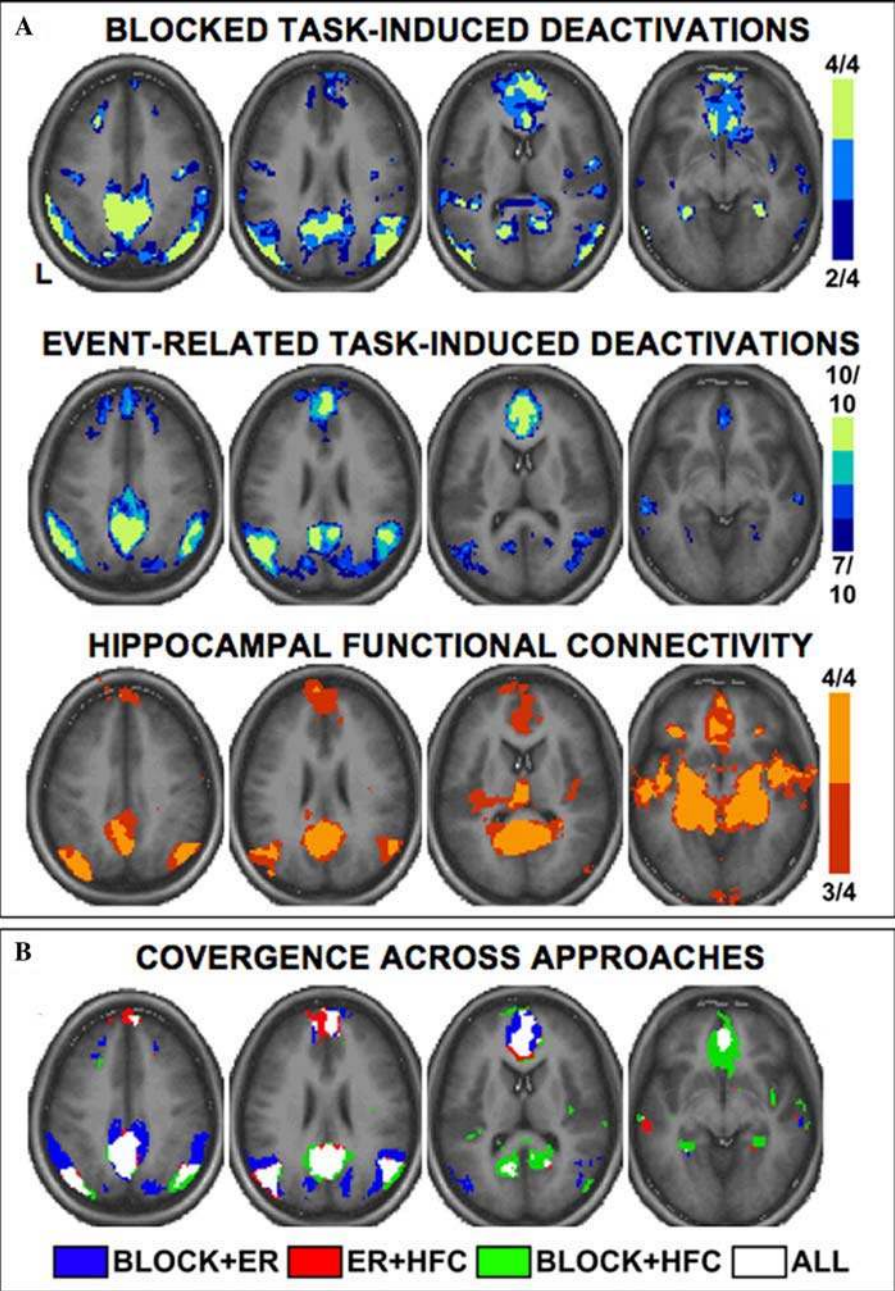 A
BLOCKED TASK-INDUCED DEACTIVATIONS
4/4
2/4
L
EVENT-RELATED TASK-INDUCED DEACTIVATIONS
10/
10
7/
10
HIPPOCAMPAL FUNCTIONAL CONNECTIVITY
4/4
3/4
B
COVERGENCE ACROSS APPROACHES
BLOCK+ER ER+HFC BLOCK+HFC ALL